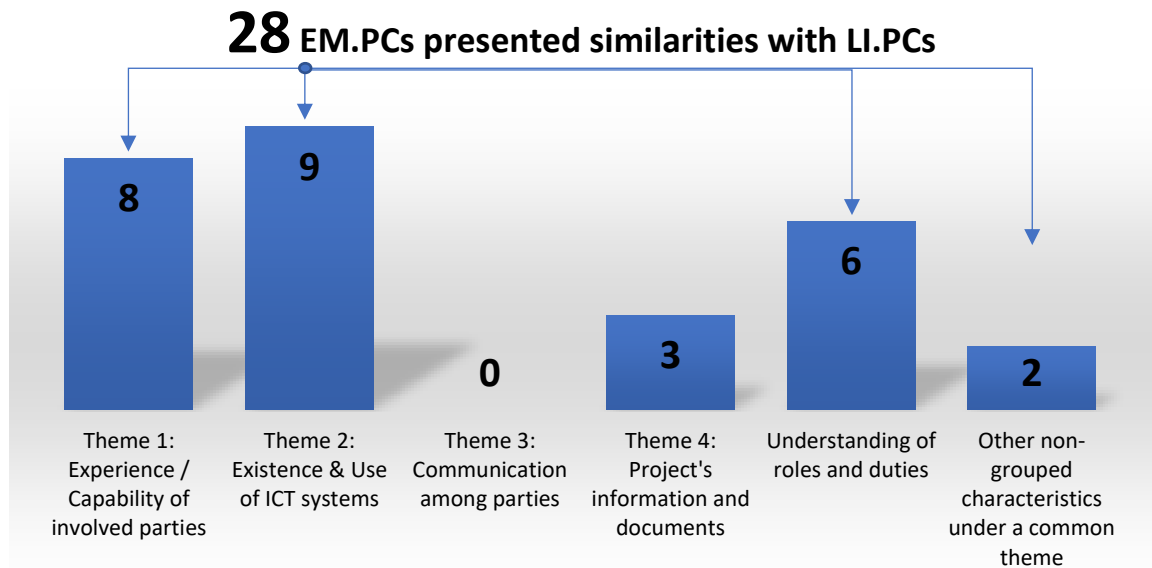 28 EM.PCs presented similarities with LI.PCs
8
9
0
3
6
2
Theme 1:
Experience /
Capability of
involved parties
Theme 2:
Existence & Use
of ICT systems
Theme 3:
Communication
among parties
Theme 4:
Project's
information and
documents
Understanding of
roles and duties
Other non-
grouped
characteristics
under a common
theme